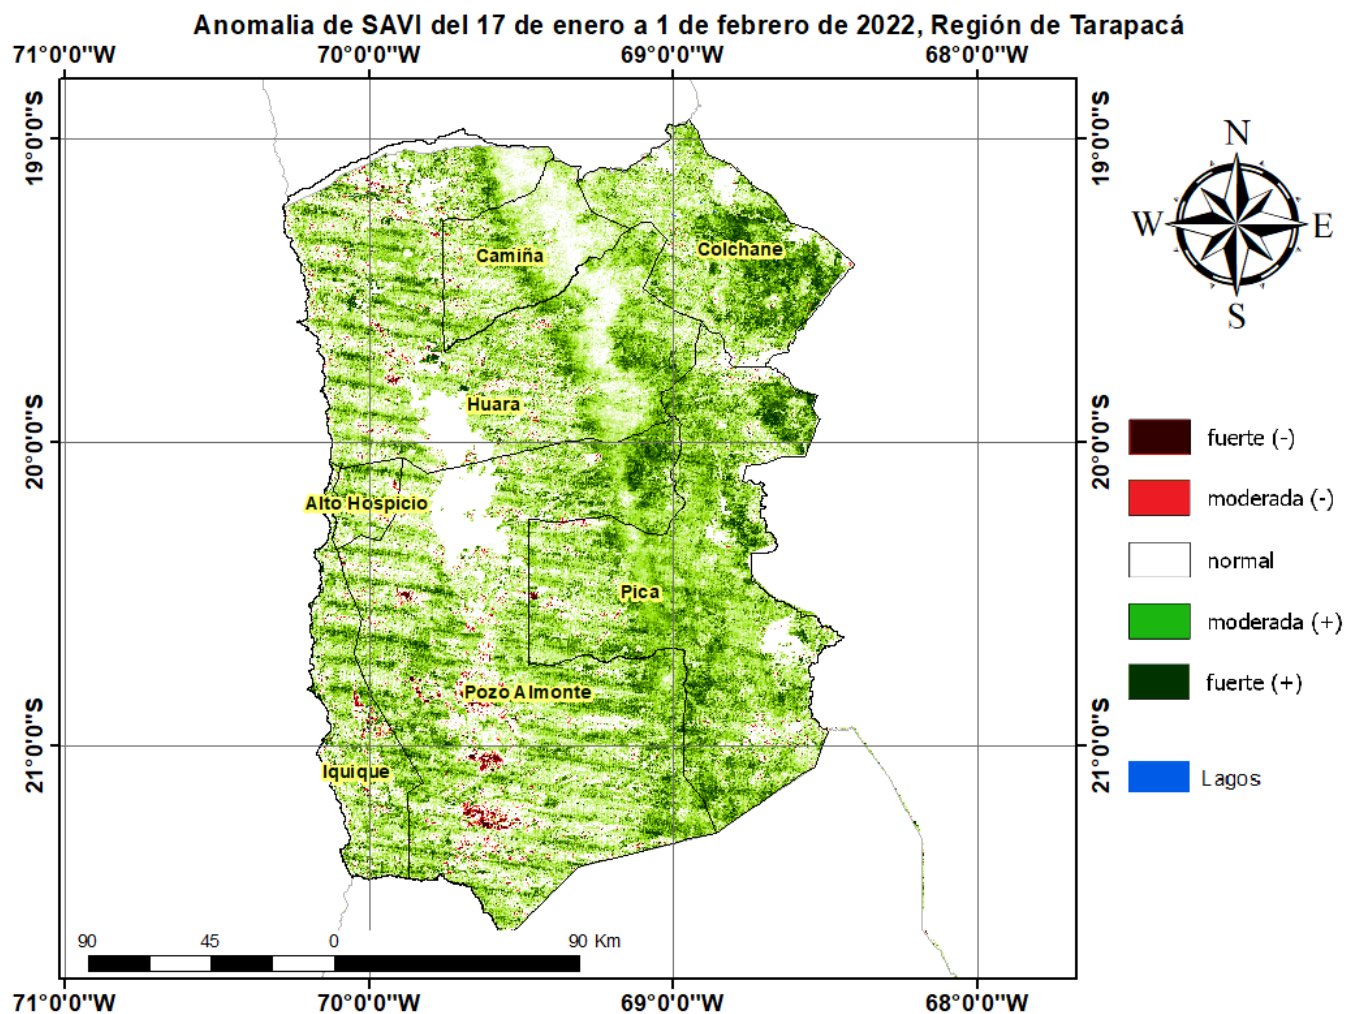 Anomalia de SAVI del 17 de enero a 1 de febrero de 2022, Región de Tarapacá
71°0'0"W 70°0'0"W 69°0'0"W 68°0'0"W
19°0'0"S 19°0'0"S
N
W E
S
Camiña
Colchane
Huara
20°0'0"S 20°0'0"S
Alto Hospicio
Pica
Pozo Almonte
21°0'0"S 21°0'0"S
Iquique
fuerte (-)
moderada (-)
normal
moderada (+)
fuerte (+)
Lagos
90 45 0 90 Km
71°0'0"W 70°0'0"W 69°0'0"W 68°0'0"W